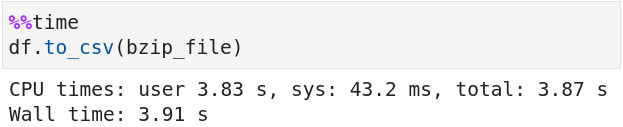 %%time
df.to_csv(bzip_file)
CPU times: user 3.83 s, sys: 43.2 ms, total: 3.87 s
Wall time: 3.91 s